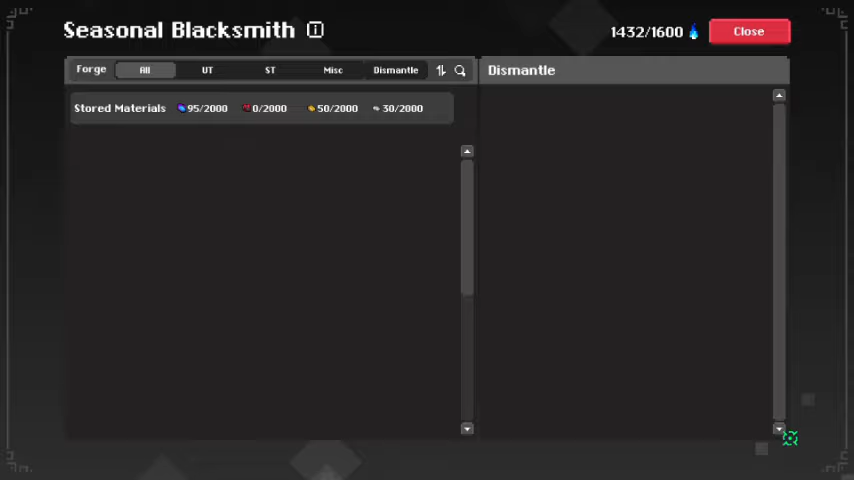 Seasonal Blacksmith
1432/1600
Close
Forge All UT ST Misc Dismantle
Dismantle
Stored Materials 95/2000 0/2000 50/2000 30/2000